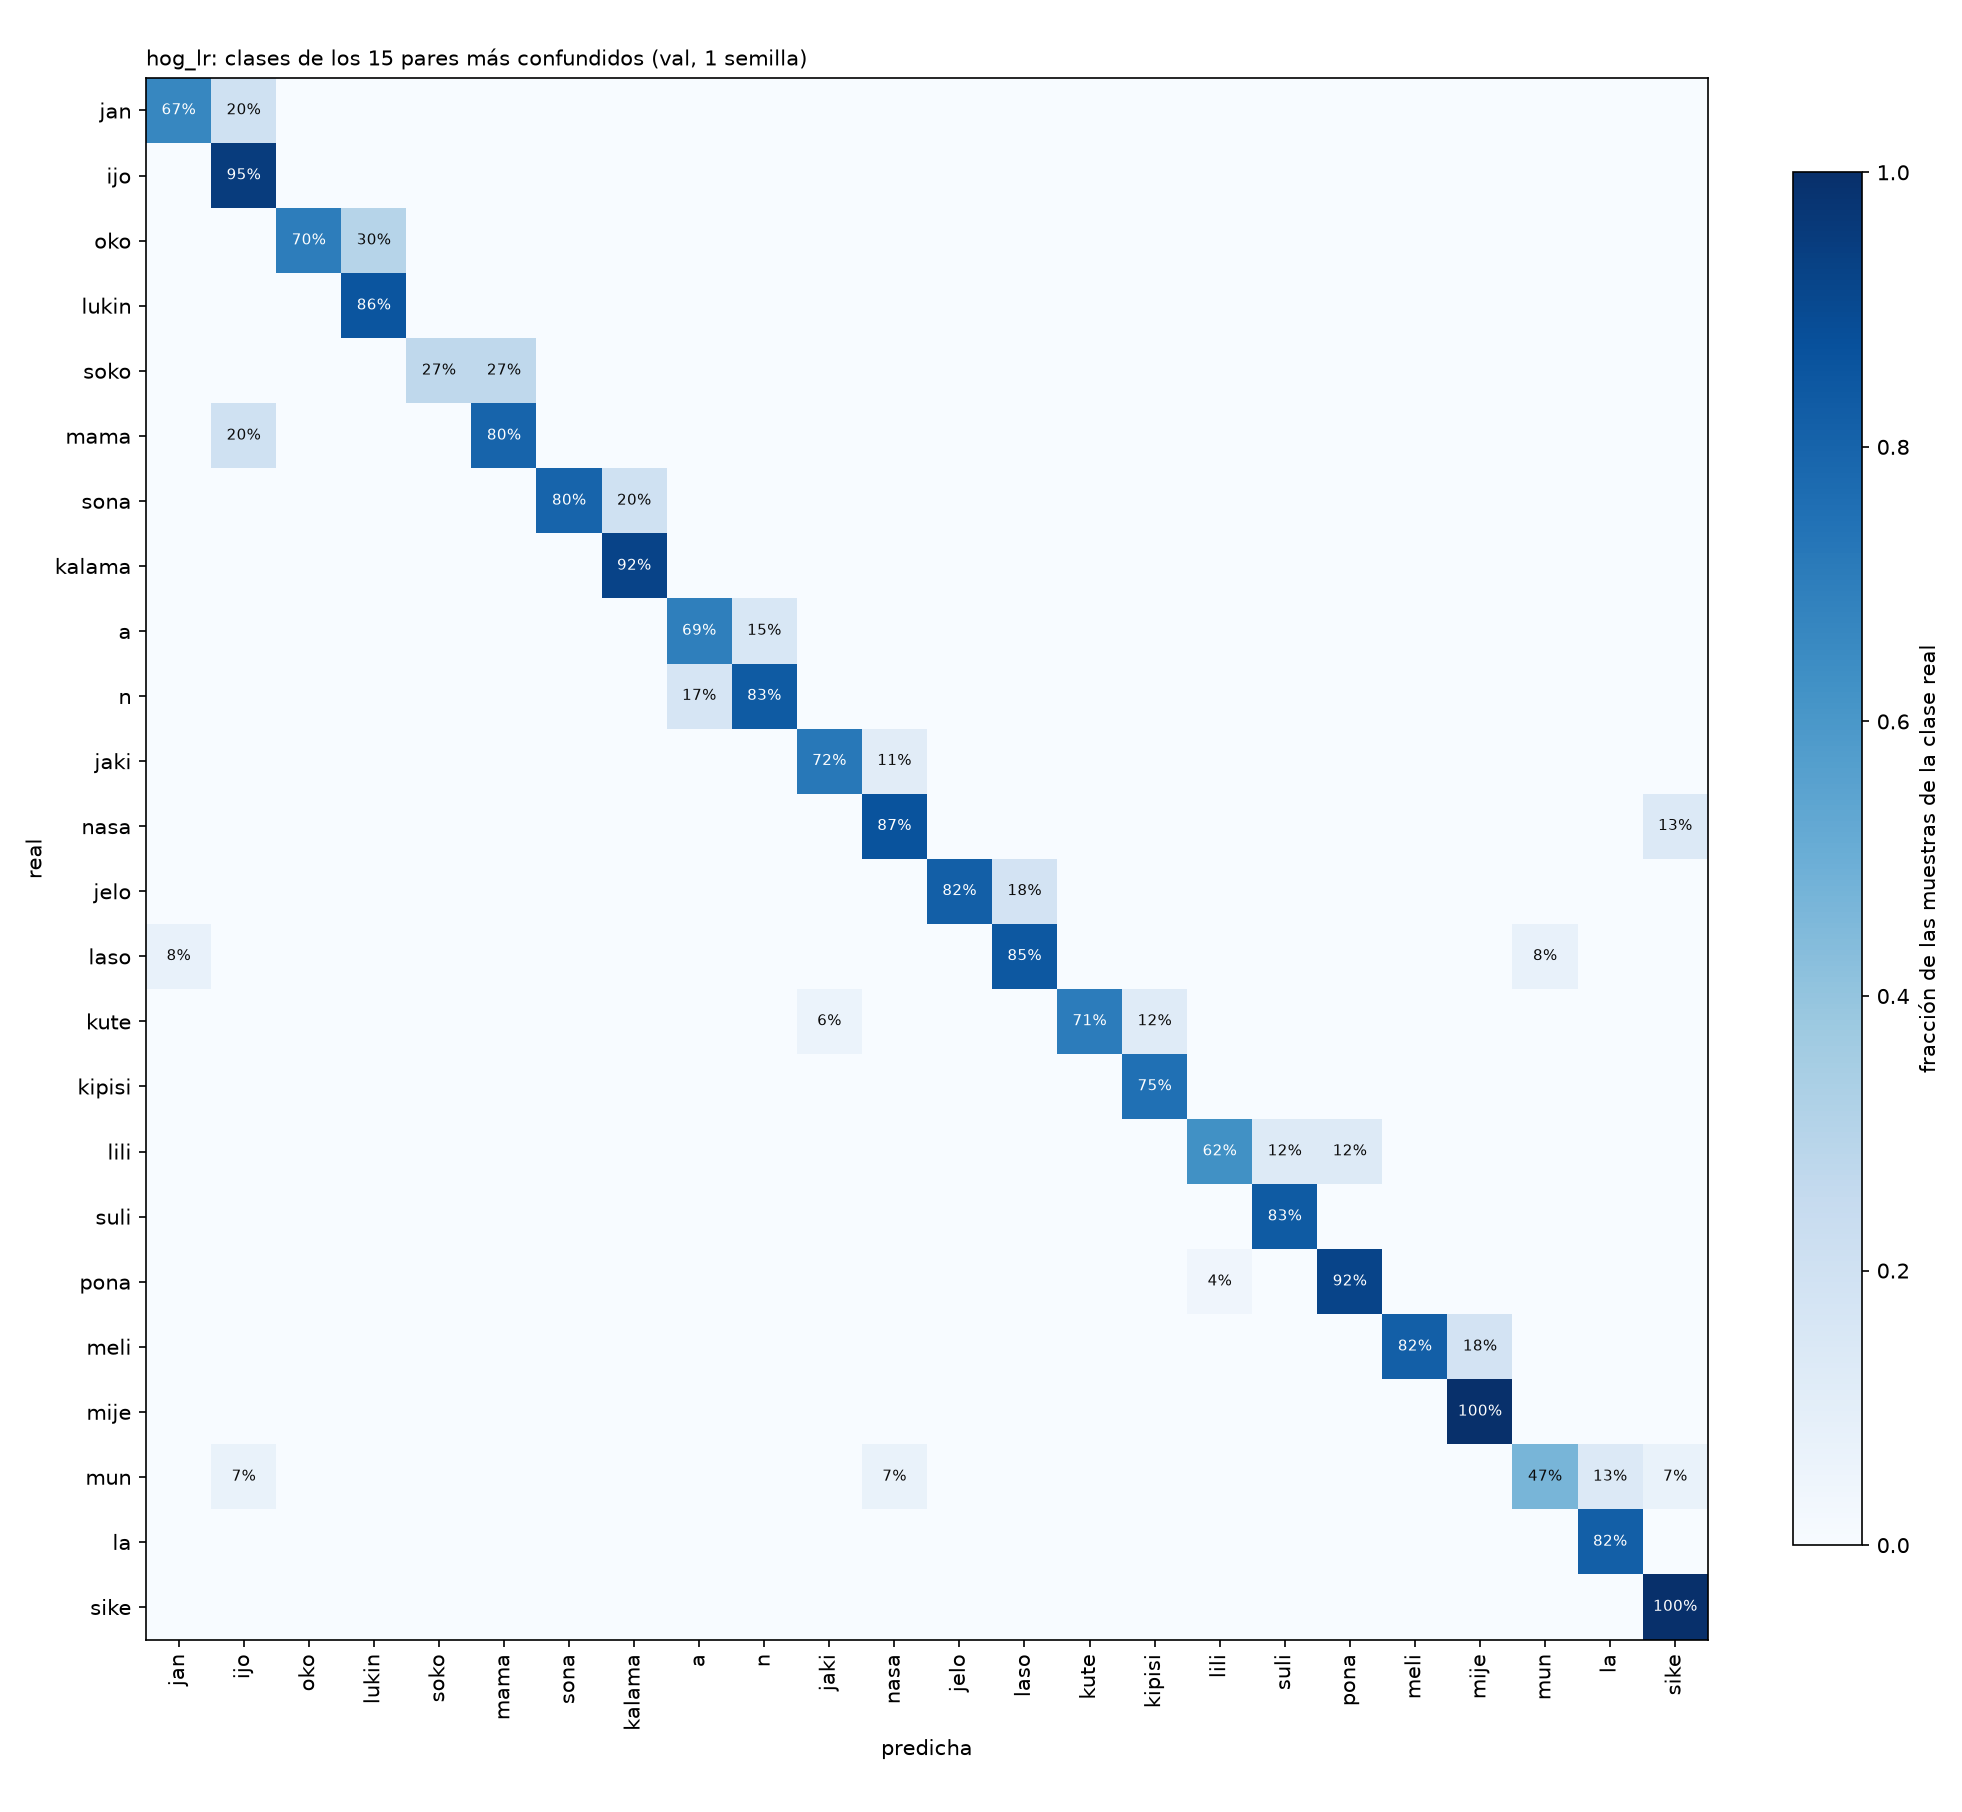 hog_lr: clases de los 15 pares más confundidos (val, 1 semilla)
jan 67% 20%
ijo 95%
oko 70% 30%
lukin 86%
soko 27% 27%
mama 20% 80%
sona 80% 20%
kalama 92%
a 69% 15%
n 17% 83%
jaki 72% 11%
nasa 87% 13%
jelo 82% 18%
laso 8% 85% 8%
kute 6% 71% 12%
kipisi 75%
lili 62% 12% 12%
suli 83%
pona 4% 92%
meli 82% 18%
mije 100%
mun 7% 7% 47% 13% 7%
la 82%
sike 100%
real
jan ijo oko lukin soko mama sona kalama a n jaki nasa jelo laso kute kipisi lili suli pona meli mije mun la sike
predicha
1.0
0.8
0.6
0.4
0.2
0.0
fracción de las muestras de la clase real